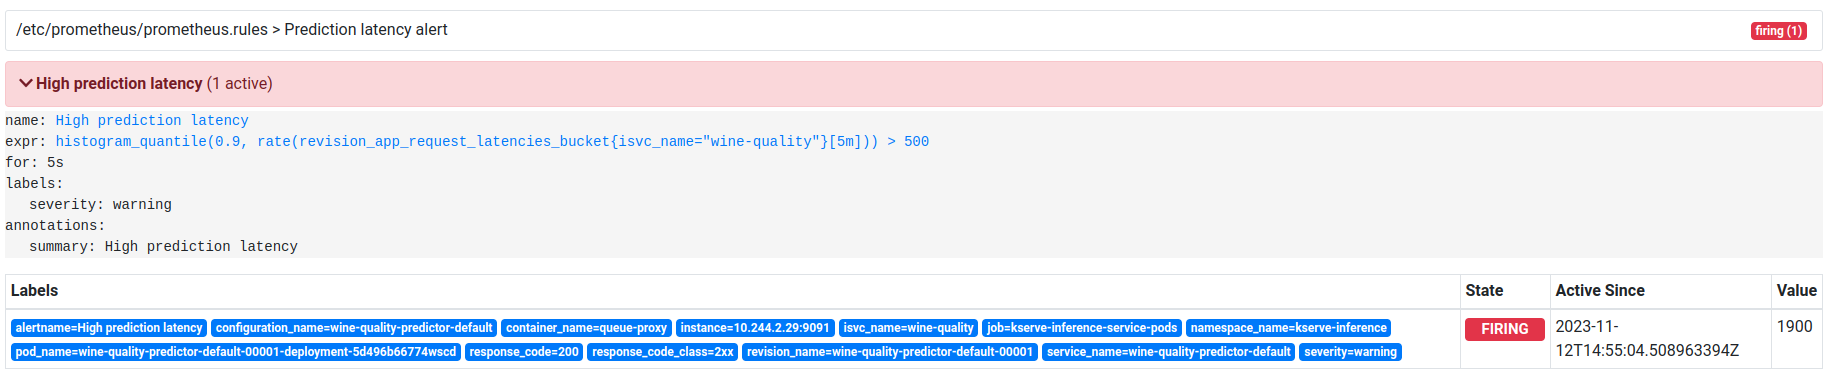 /etc/prometheus/prometheus.rules > Prediction latency alert firing (1)
High prediction latency (1 active)
name: High prediction latency
expr: histogram_quantile(0.9, rate(revision_app_request_latencies_bucket{isvc_name="wine-quality"}[5m])) > 500
for: 5s
labels:
severity: warning
annotations:
summary: High prediction latency
Labels State Active Since Value
alertname=High prediction latency configuration_name=wine-quality-predictor-default container_name=queue-proxy instance=10.244.2.29:9091 isvc_name=wine-quality job=kserve-inference-service-pods namespace_name=kserve-inference FIRING 2023-11- 1900
pod_name=wine-quality-predictor-default-00001-deployment-5d496b66774wscd response_code=200 response_code_class=2xx revision_name=wine-quality-predictor-default-00001 service_name=wine-quality-predictor-default severity=warning 12T14:55:04.508963394Z